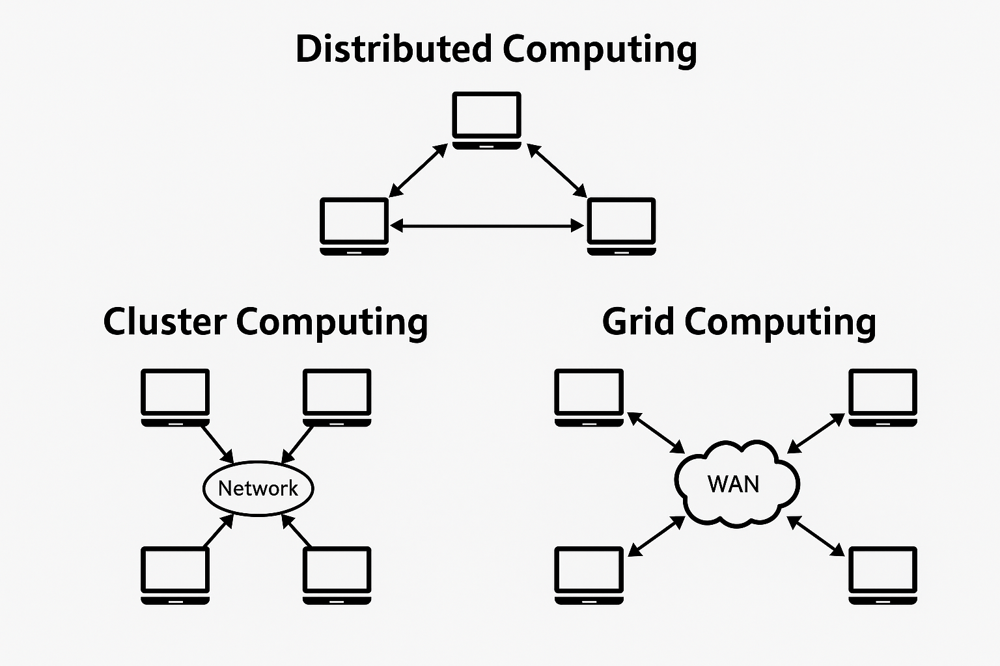 Distributed Computing
Cluster Computing
Grid Computing
Network
WAN